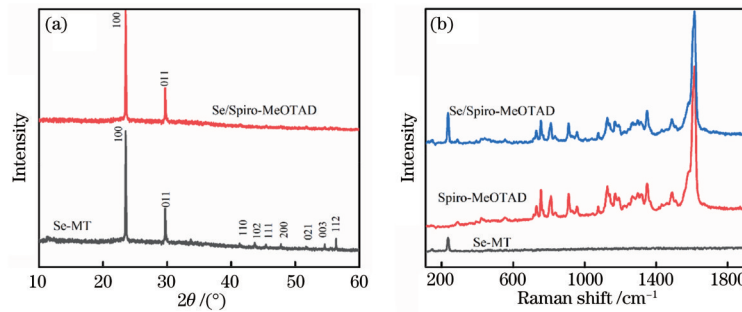 (a)
100
011
Se/Spiro-MeOTAD
100
Se-MT
011
110
102
111
200
021
003
112
Intensity
10 20 30 40 50 60
2θ /(°)
(b)
Se/Spiro-MeOTAD
Spiro-MeOTAD
Se-MT
Intensity
200 600 1000 1400 1800
Raman shift /cm⁻¹